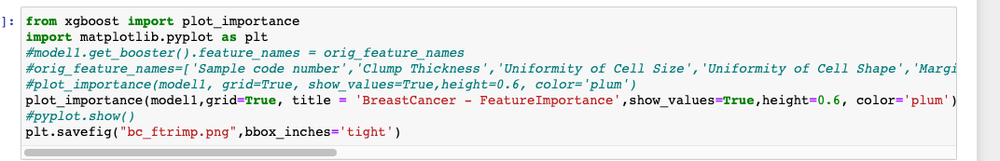 ]:
from xgboost import plot_importance
import matplotlib.pyplot as plt
#model1.get_booster().feature_names = orig_feature_names
#orig_feature_names=['Sample code number','Clump Thickness','Uniformity of Cell Size','Uniformity of Cell Shape','Margi
#plot_importance(model1, grid=True, show_values=True,height=0.6, color='plum')
plot_importance(model1,grid=True, title = 'BreastCancer - FeatureImportance',show_values=True,height=0.6, color='plum')
#pyplot.show()
plt.savefig("bc_ftrimp.png",bbox_inches='tight')